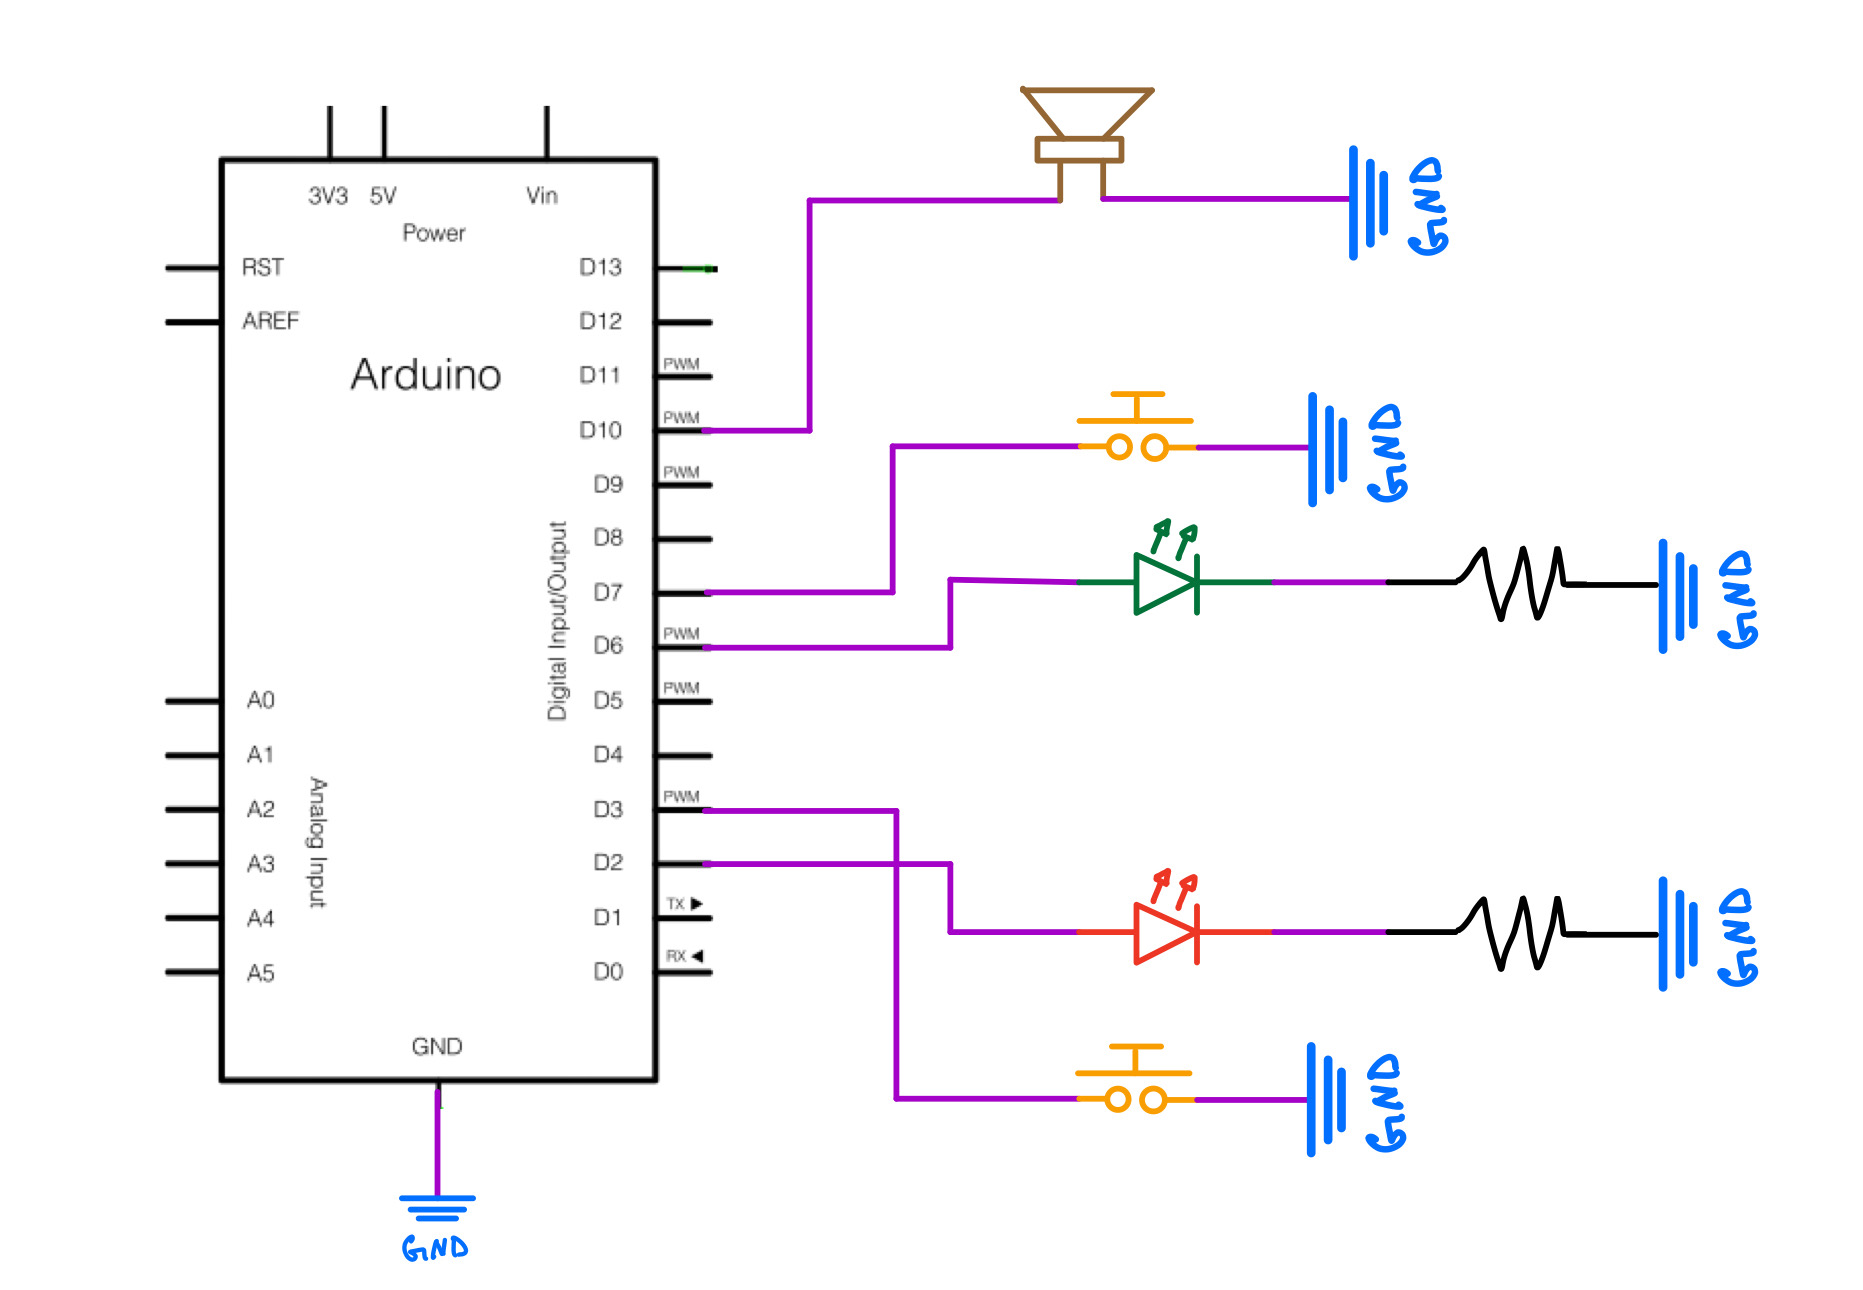 3V3 5V Vin
Power
RST
AREF
Arduino
D13
D12
PWM
D11
PWM
D10
PWM
D9
D8
D7
PWM
D6
PWM
D5
D4
PWM
D3
D2
TX ▶
D1
RX ◀
D0
Digital Input/Output
A0
A1
A2
A3
A4
A5
Analog Input
GND
GND
GND
GND
GND
GND
GND